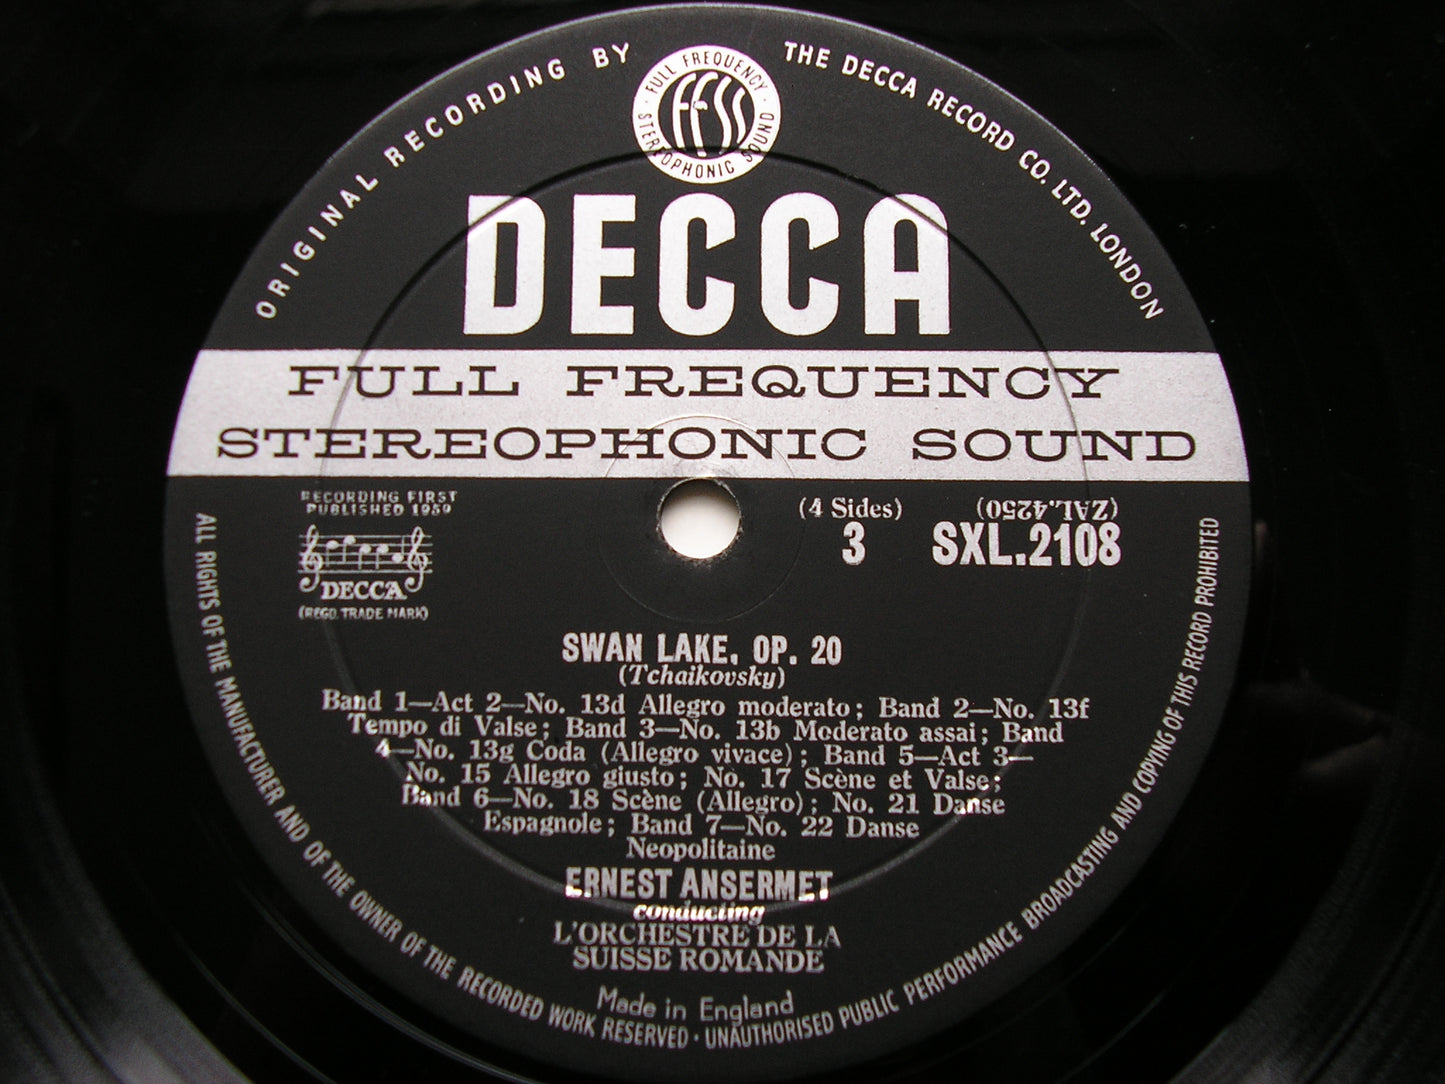 ORIGINAL RECORDING BY
THE DECCA RECORD CO. LTD. LONDON
FULL FREQUENCY
STEREOPHONIC SOUND
FFSS
DECCA
FULL FREQUENCY
STEREOPHONIC SOUND
RECORDING FIRST
PUBLISHED 1959
DECCA
(REGD. TRADE MARK)
(4 Sides)
3
(ZAL.4250)
SXL.2108
SWAN LAKE, OP. 20
(Tchaikovsky)
Band 1—Act 2—No. 13d Allegro moderato; Band 2—No. 13f
Tempo di Valse; Band 3—No. 13b Moderato assai; Band
4—No. 13g Coda (Allegro vivace); Band 5—Act 3—
No. 15 Allegro giusto; No. 17 Scène et Valse;
Band 6—No. 18 Scène (Allegro); No. 21 Danse
Espagnole; Band 7—No. 22 Danse
Neopolitaine
ERNEST ANSERMET
conducting
L'ORCHESTRE DE LA
SUISSE ROMANDE
Made in England
ALL RIGHTS OF THE MANUFACTURER AND OF THE OWNER OF THE RECORDED WORK RESERVED · UNAUTHORISED PUBLIC PERFORMANCE BROADCASTING AND COPYING OF THIS RECORD PROHIBITED